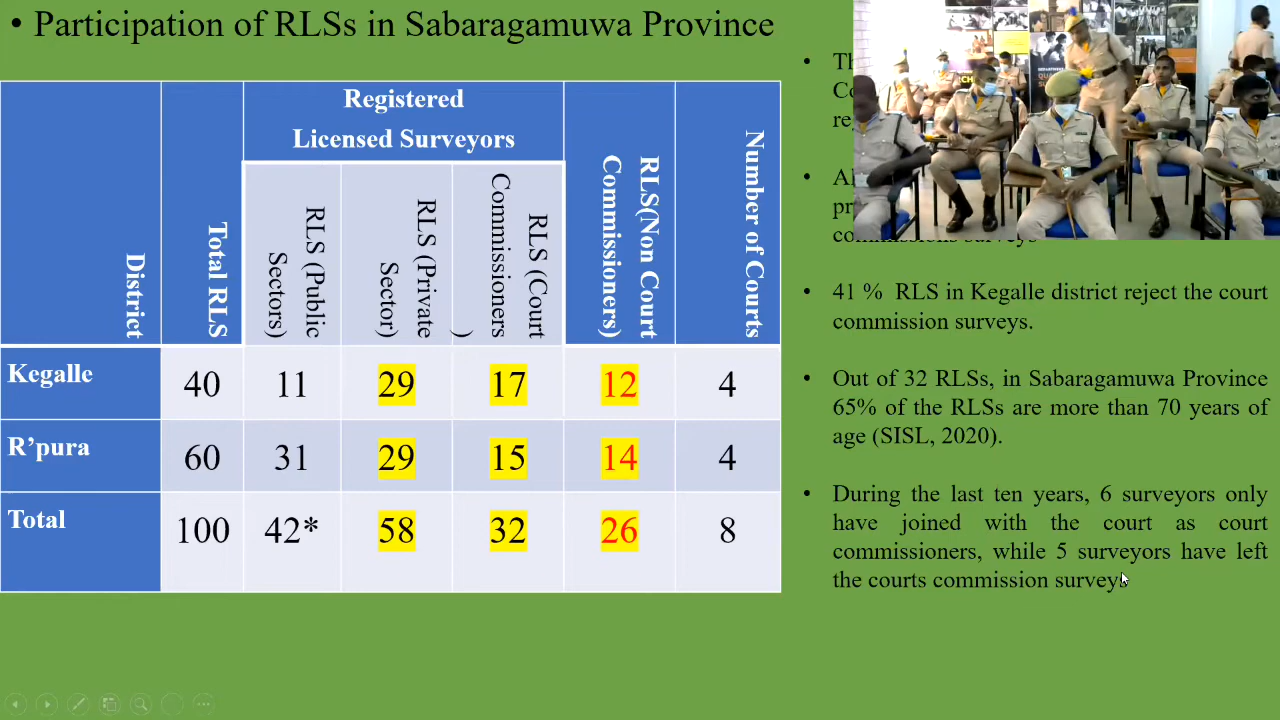 • Participation of RLSs in Sabaragamuwa Province
District
Total RLS
Registered
Licensed Surveyors
RLS (Public
Sectors)
RLS (Private
Sector)
RLS (Court
Commissioners
)
RLS(Non Court
Commissioners)
Number of Courts
Kegalle 40 11 29 17 12 4
R’pura 60 31 29 15 14 4
Total 100 42* 58 32 26 8
• 41 % RLS in Kegalle district reject the court
commission surveys.
• Out of 32 RLSs, in Sabaragamuwa Province
65% of the RLSs are more than 70 years of
age (SISL, 2020).
• During the last ten years, 6 surveyors only
have joined with the court as court
commissioners, while 5 surveyors have left
the courts commission surveys